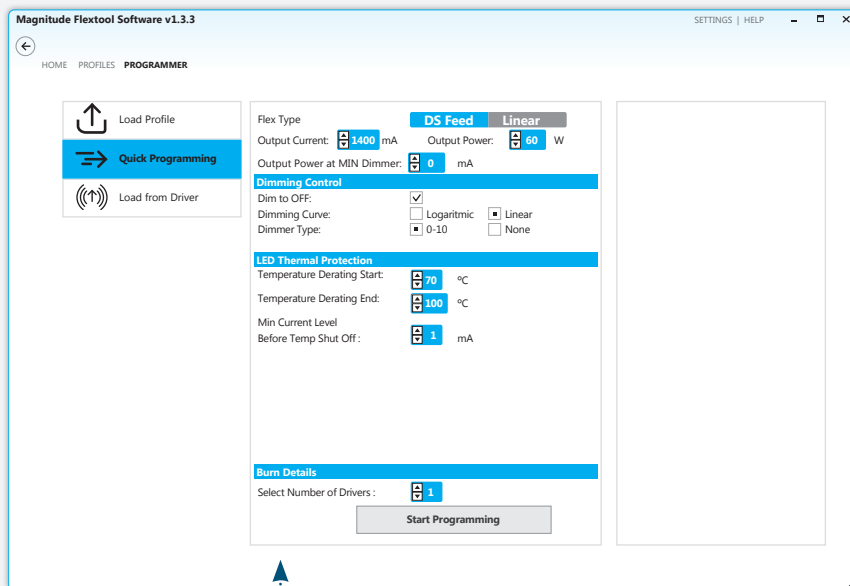 Magnitude Flextool Software v1.3.3
SETTINGS | HELP
HOME PROFILES PROGRAMMER
Load Profile
Quick Programming
Load from Driver
Flex Type DS Feed Linear
Output Current: 1400 mA Output Power: 60 W
Output Power at MIN Dimmer: 0 mA
Dimming Control
Dim to OFF:
Dimming Curve: Logaritmic Linear
Dimmer Type: 0-10 None
LED Thermal Protection
Temperature Derating Start: 70 ºC
Temperature Derating End: 100 ºC
Min Current Level
Before Temp Shut Off : 1 mA
Burn Details
Select Number of Drivers : 1
Start Programming